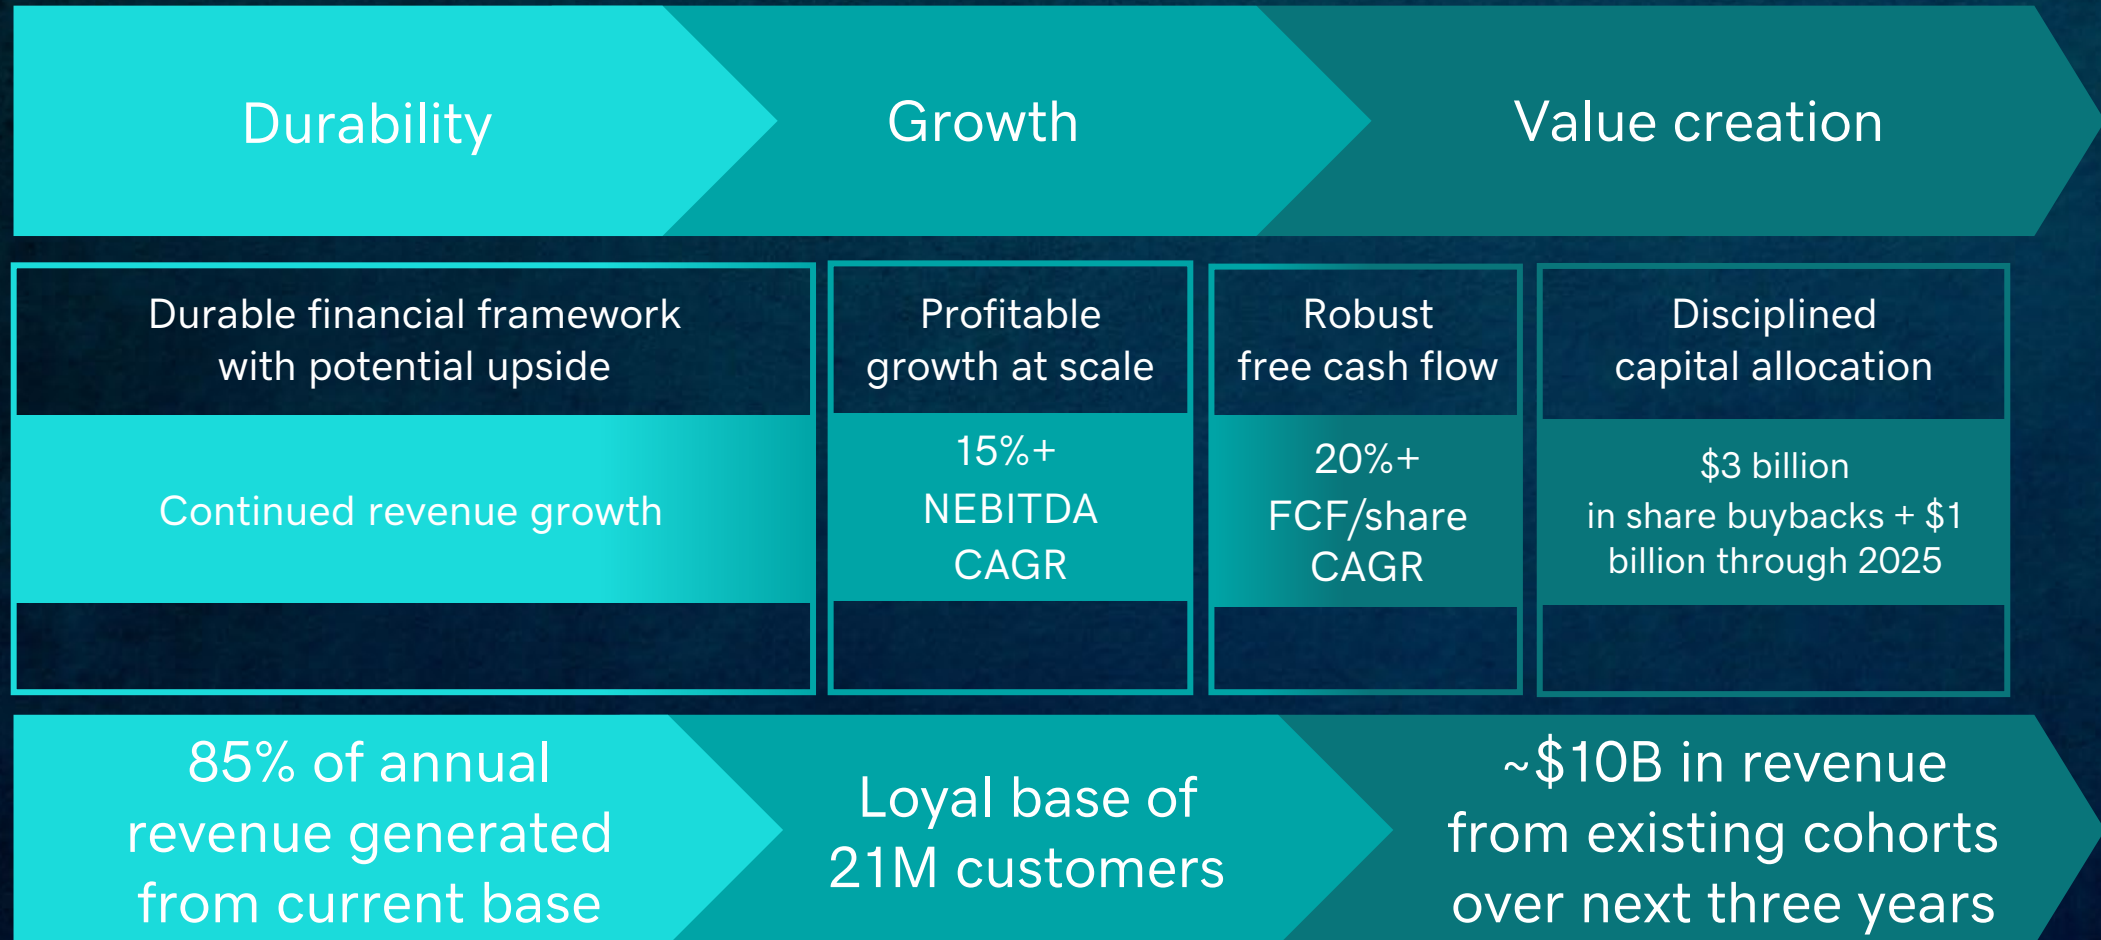 Durability
Growth
Value creation
Durable financial framework
with potential upside
Continued revenue growth
Profitable
growth at scale
15%+
NEBITDA
CAGR
Robust
free cash flow
20%+
FCF/share
CAGR
Disciplined
capital allocation
$3 billion
in share buybacks + $1
billion through 2025
85% of annual
revenue generated
from current base
Loyal base of
21M customers
~$10B in revenue
from existing cohorts
over next three years